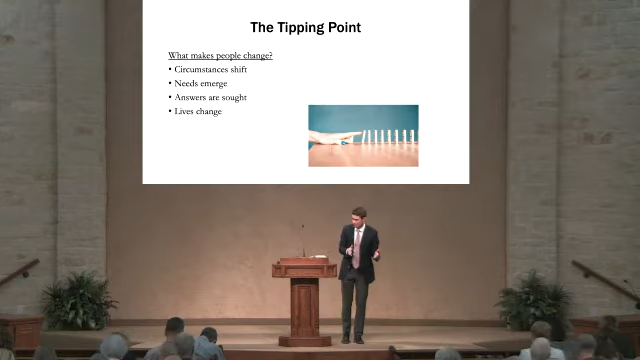 The Tipping Point
What makes people change?
• Circumstances shift
• Needs emerge
• Answers are sought
• Lives change